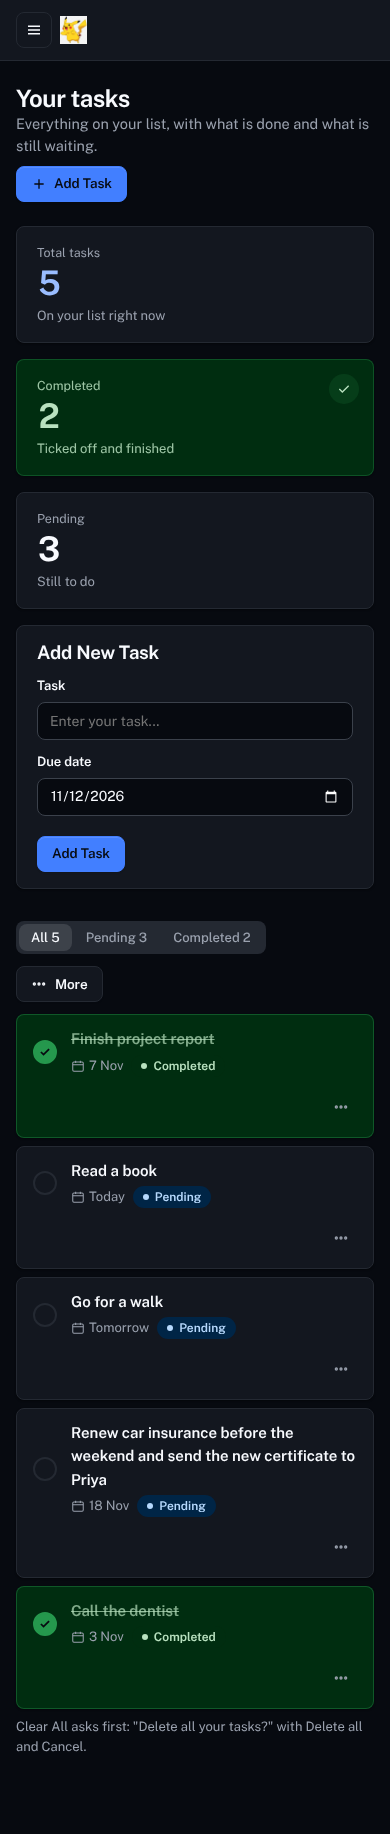 Your tasks
Everything on your list, with what is done and what is
still waiting.
+ Add Task
Total tasks
5
On your list right now
Completed
2
Ticked off and finished
Pending
3
Still to do
Add New Task
Task
Enter your task...
Due date
11/12/2026
Add Task
All 5 Pending 3 Completed 2
More
Finish project report
7 Nov Completed
Read a book
Today Pending
Go for a walk
Tomorrow Pending
Renew car insurance before the
weekend and send the new certificate to
Priya
18 Nov Pending
Call the dentist
3 Nov Completed
Clear All asks first: "Delete all your tasks?" with Delete all
and Cancel.